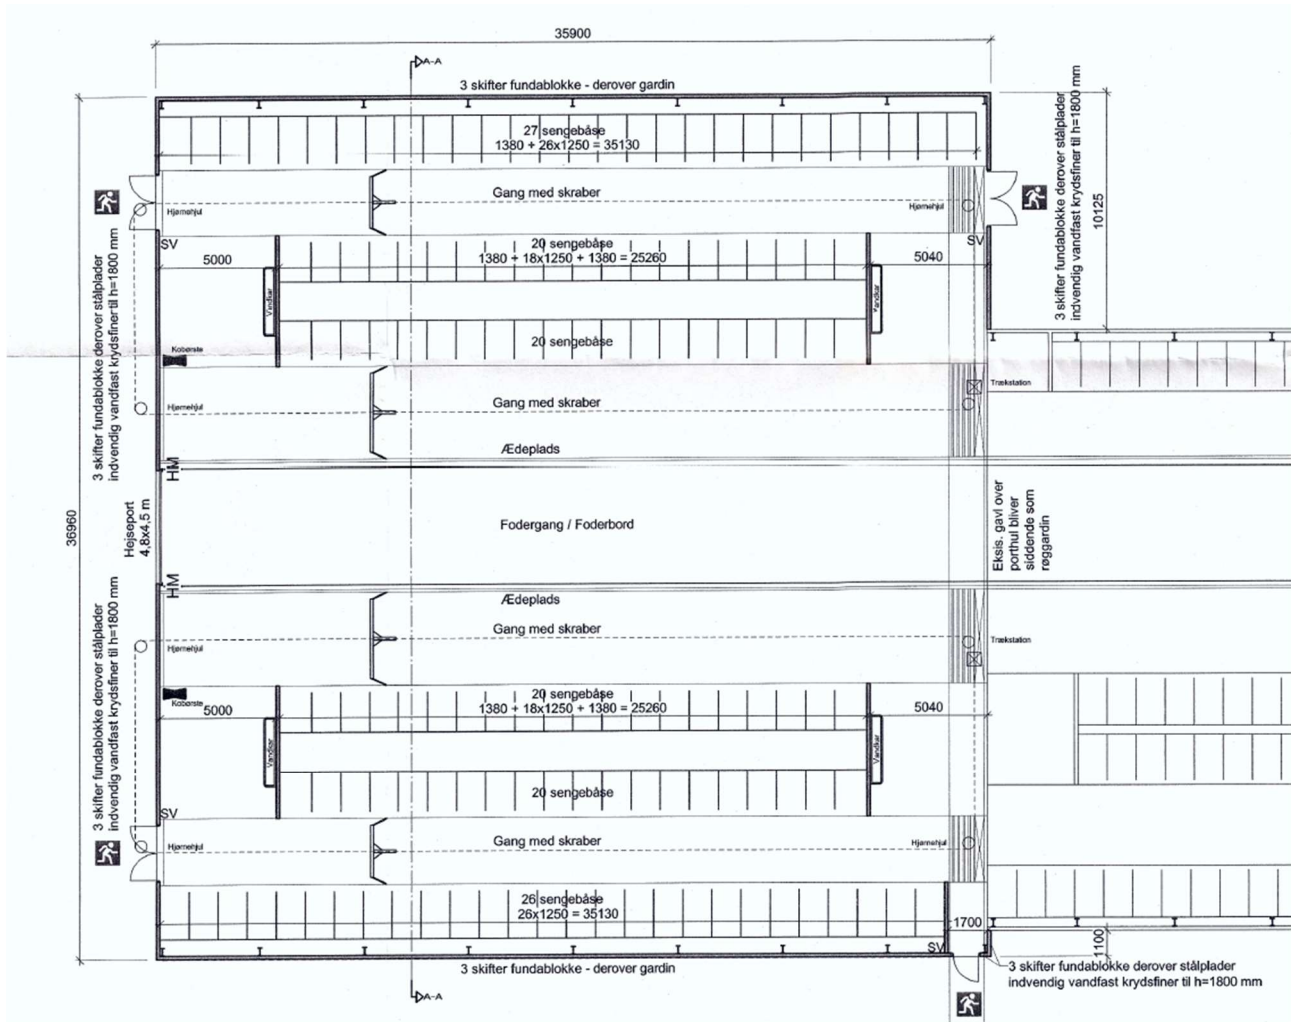 35900
A-A
3 skifter fundablokke - derover gardin
27 sengebåse
1380 + 26x1250 = 35130
3 skifter fundablokke derover stålplader
indvendig vandfast krydsfiner til h=1800 mm
10125
Gang med skraber
Hjørnehjul
Hjørnehjul
SV
SV
20 sengebåse
1380 + 18x1250 + 1380 = 25260
5000
5040
Vandkar
Vandkar
3 skifter fundablokke derover stålplader
indvendig vandfast krydsfiner til h=1800 mm
20 sengebåse
Kobørste
Trækstation
Hjørnehjul
Gang med skraber
Ædeplads
HM
36960
Hejseport
4,8x4,5 m
Fodergang / Foderbord
Eksis. gavl over
porthul bliver
siddende som
røggardin
HM
Ædeplads
Gang med skraber
Hjørnehjul
Trækstation
3 skifter fundablokke derover stålplader
indvendig vandfast krydsfiner til h=1800 mm
Kobørste
20 sengebåse
1380 + 18x1250 + 1380 = 25260
5000
5040
Vandkar
Vandkar
20 sengebåse
SV
Gang med skraber
Hjørnehjul
Hjørnehjul
26 sengebåse
26x1250 = 35130
1700
SV
1100
3 skifter fundablokke - derover gardin
3 skifter fundablokke derover stålplader
indvendig vandfast krydsfiner til h=1800 mm
A-A